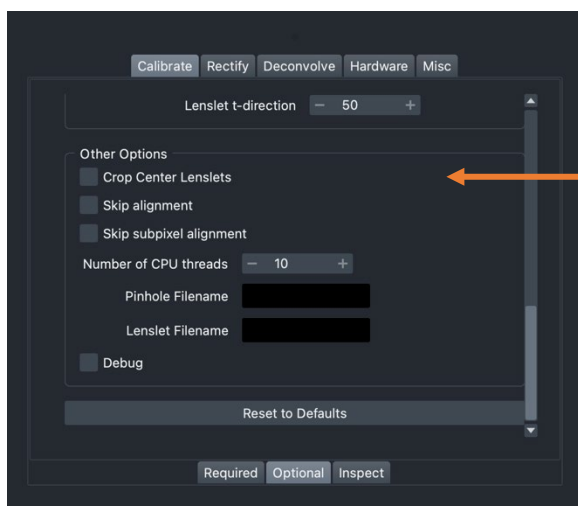 Calibrate Rectify Deconvolve Hardware Misc
Lenslet t-direction − 50 +
Other Options
Crop Center Lenslets
Skip alignment
Skip subpixel alignment
Number of CPU threads − 10 +
Pinhole Filename
Lenslet Filename
Debug
Reset to Defaults
Required Optional Inspect